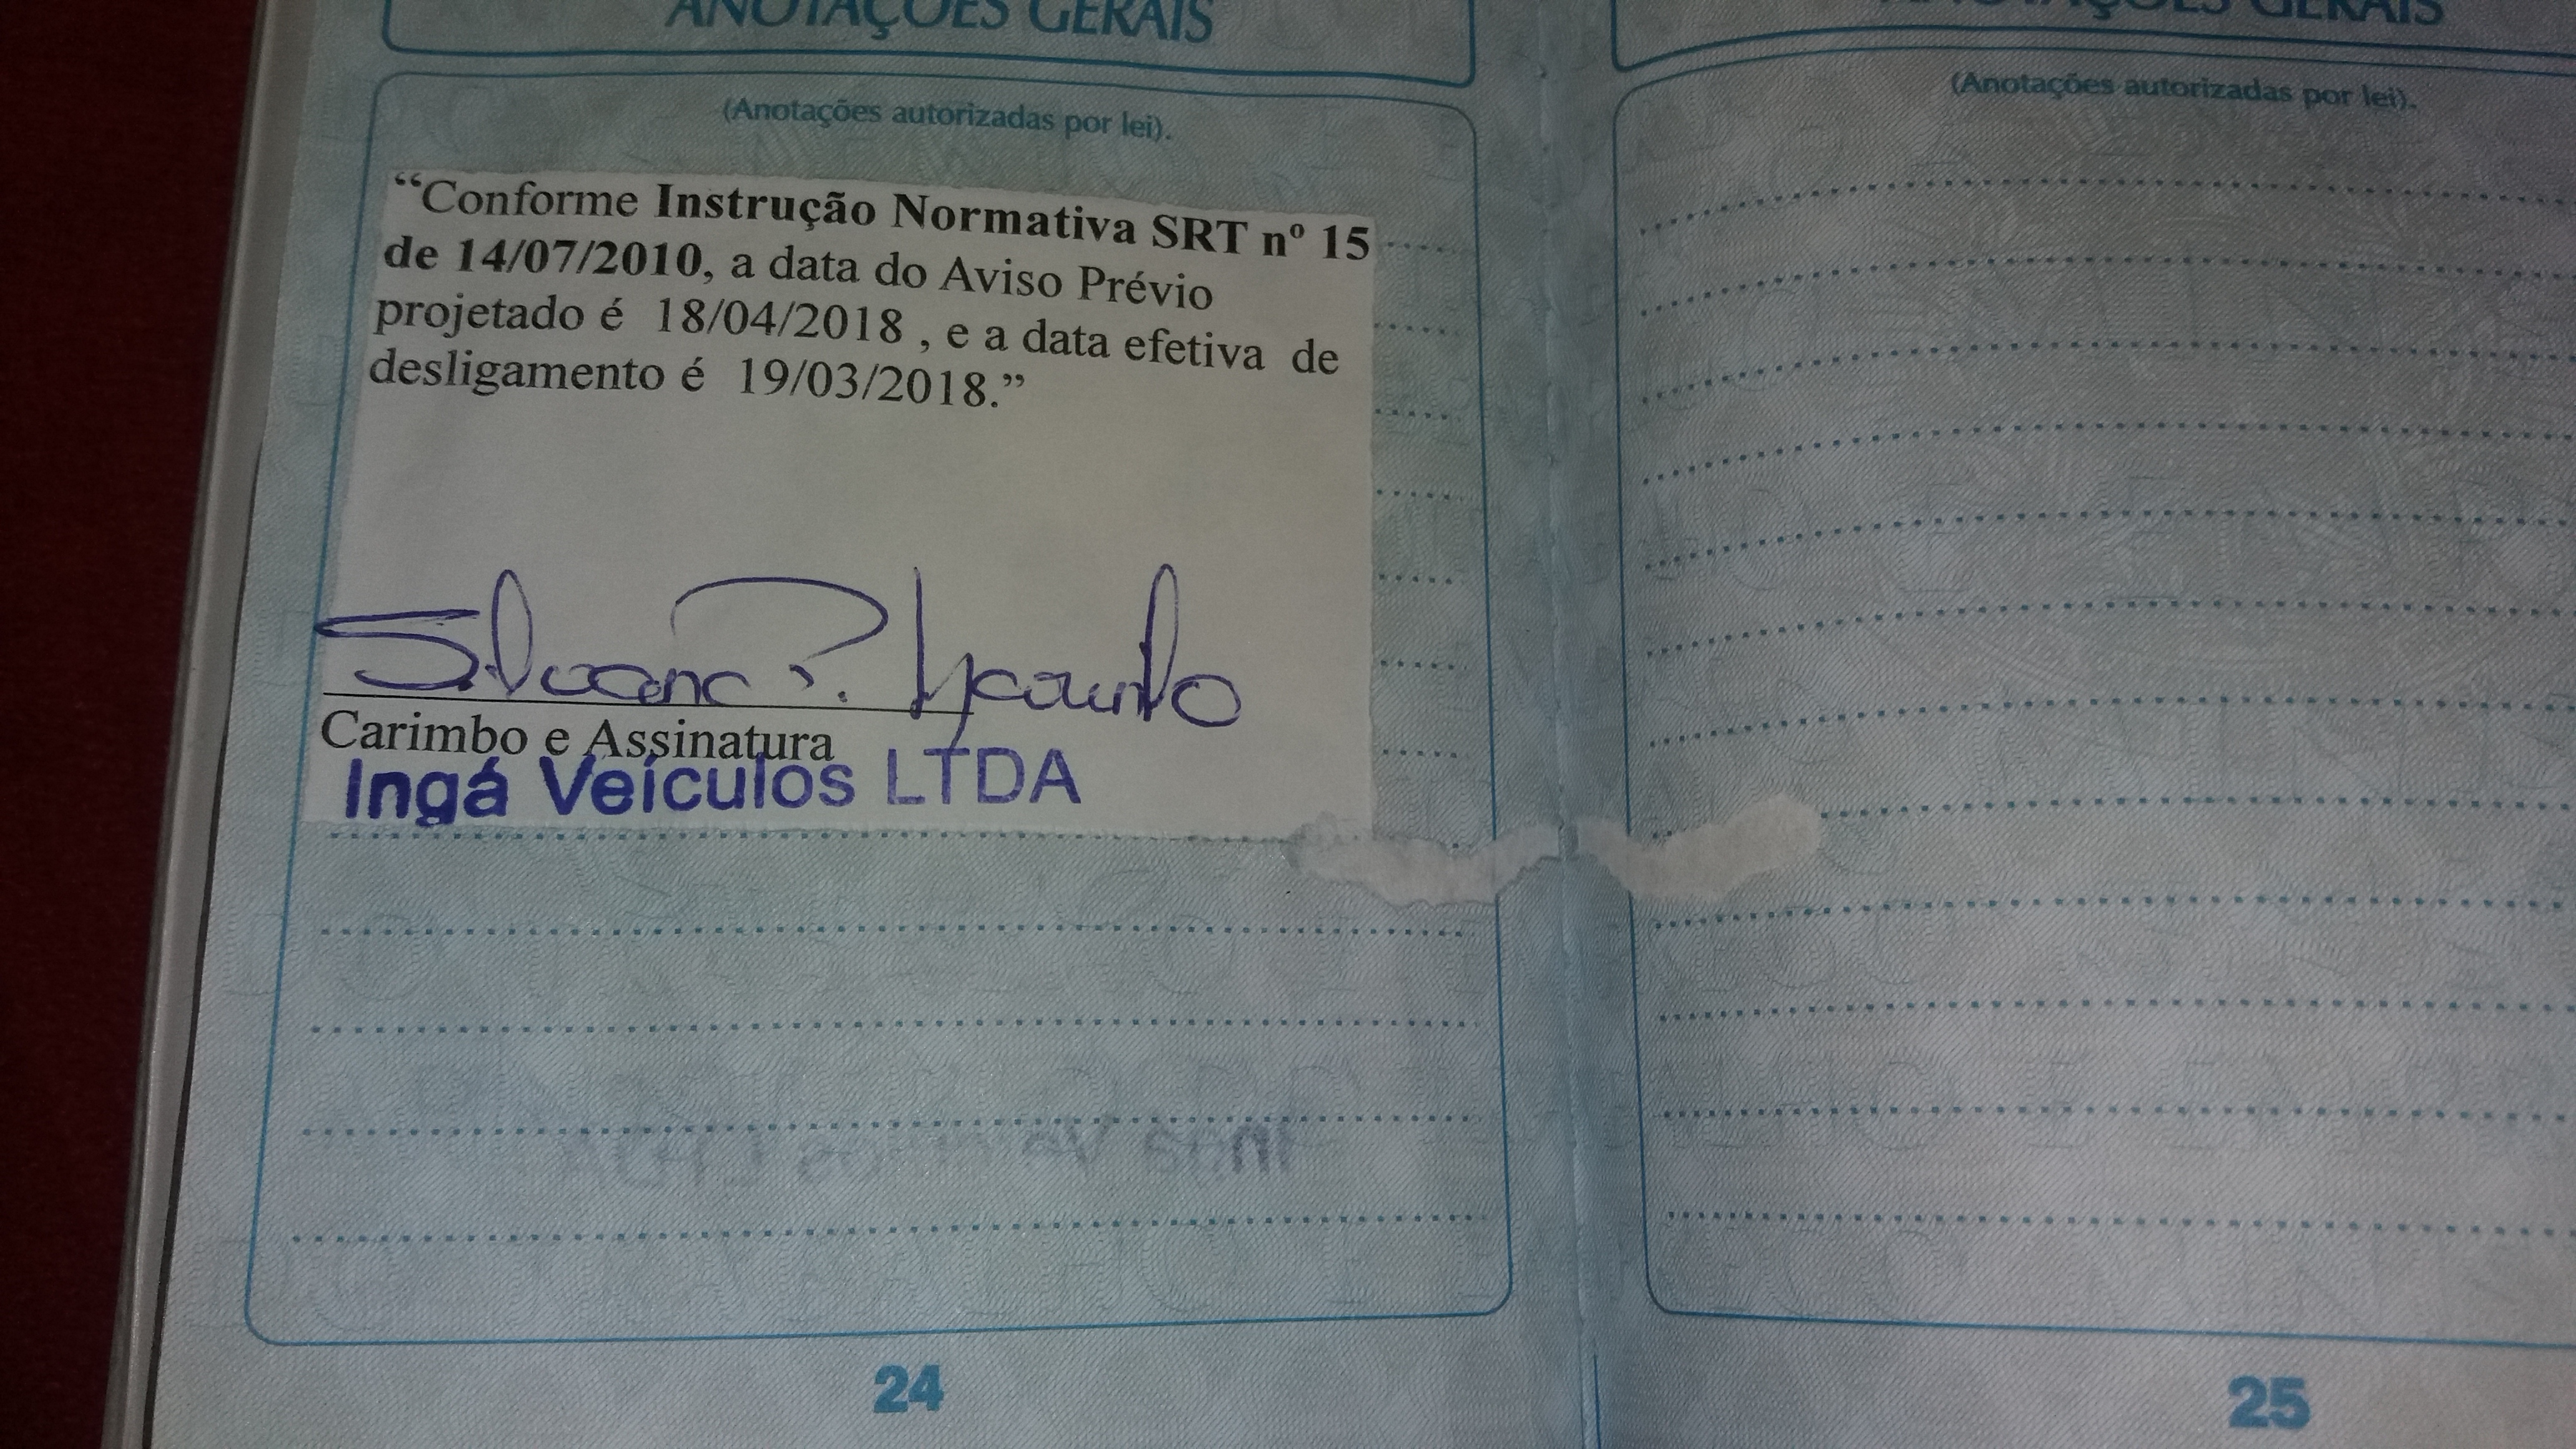 ANOTAÇÕES GERAIS
(Anotações autorizadas por lei).
“Conforme Instrução Normativa SRT nº 15
de 14/07/2010, a data do Aviso Prévio
projetado é 18/04/2018 , e a data efetiva de
desligamento é 19/03/2018.”
Carimbo e Assinatura
Ingá Veículos LTDA
24
ANOTAÇÕES GERAIS
(Anotações autorizadas por lei).
25